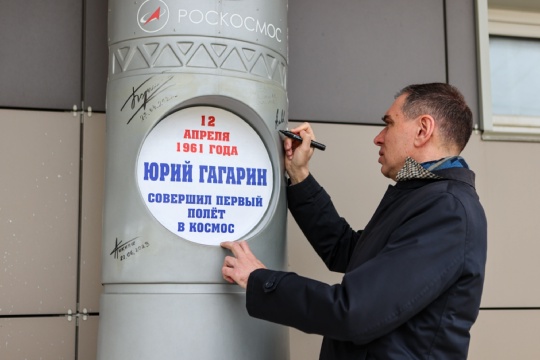 РОСКОСМОС
12
АПРЕЛЯ
1961 ГОДА
ЮРИЙ ГАГАРИН
СОВЕРШИЛ ПЕРВЫЙ
ПОЛЁТ
В КОСМОС